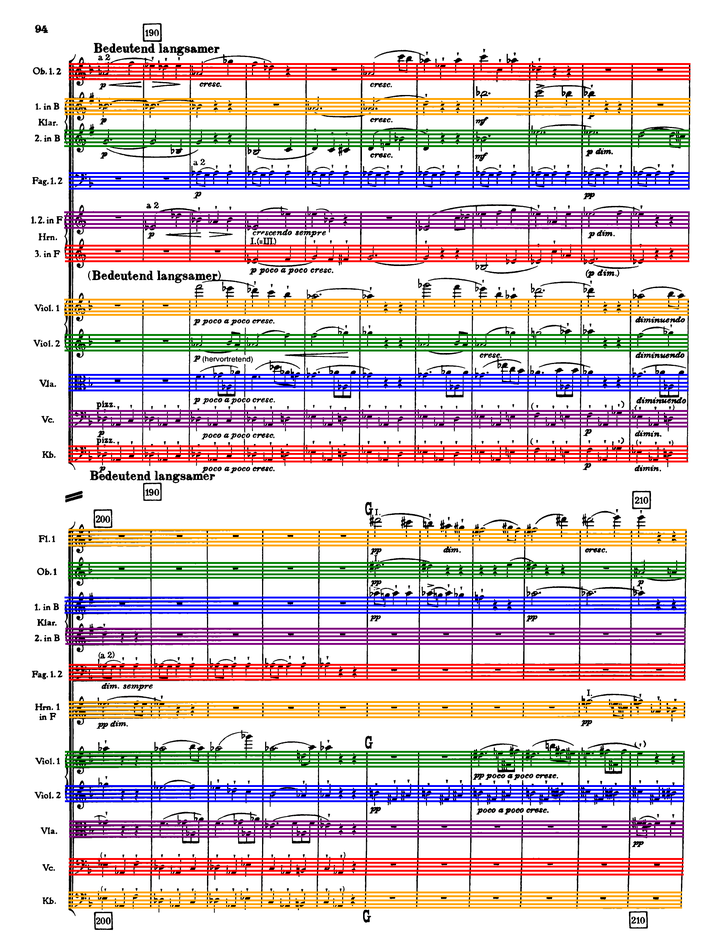 94
190
Bedeutend langsamer
a 2
Ob. 1.2
p cresc. cresc.
1. in B
p cresc. mf p
Klar.
2. in B
p cresc. mf p dim.
a 2
Fag. 1.2
p pp
a 2
1.2. in F
p crescendo sempre p dim.
Hrn.
I.(=III.)
3. in F
p poco a poco cresc. (p dim.)
(Bedeutend langsamer)
Viol. 1
p poco a poco cresc. diminuendo
Viol. 2
p (hervortretend) cresc. diminuendo
Vla.
p poco a poco cresc. diminuendo
pizz.
Vc.
p poco a poco cresc. p dimin.
pizz.
Kb.
p poco a poco cresc. p dimin.
Bedeutend langsamer
190
200 G 210
I.
Fl. 1
pp dim. cresc.
Ob. 1
pp p
1. in B
pp pp
Klar.
2. in B
(a 2)
Fag. 1.2
dim. sempre
I.
Hrn. 1
in F
pp dim. pp
G
Viol. 1
pp poco a poco cresc.
Viol. 2
pp poco a poco cresc.
Vla.
pp
Vc.
Kb.
200 G 210